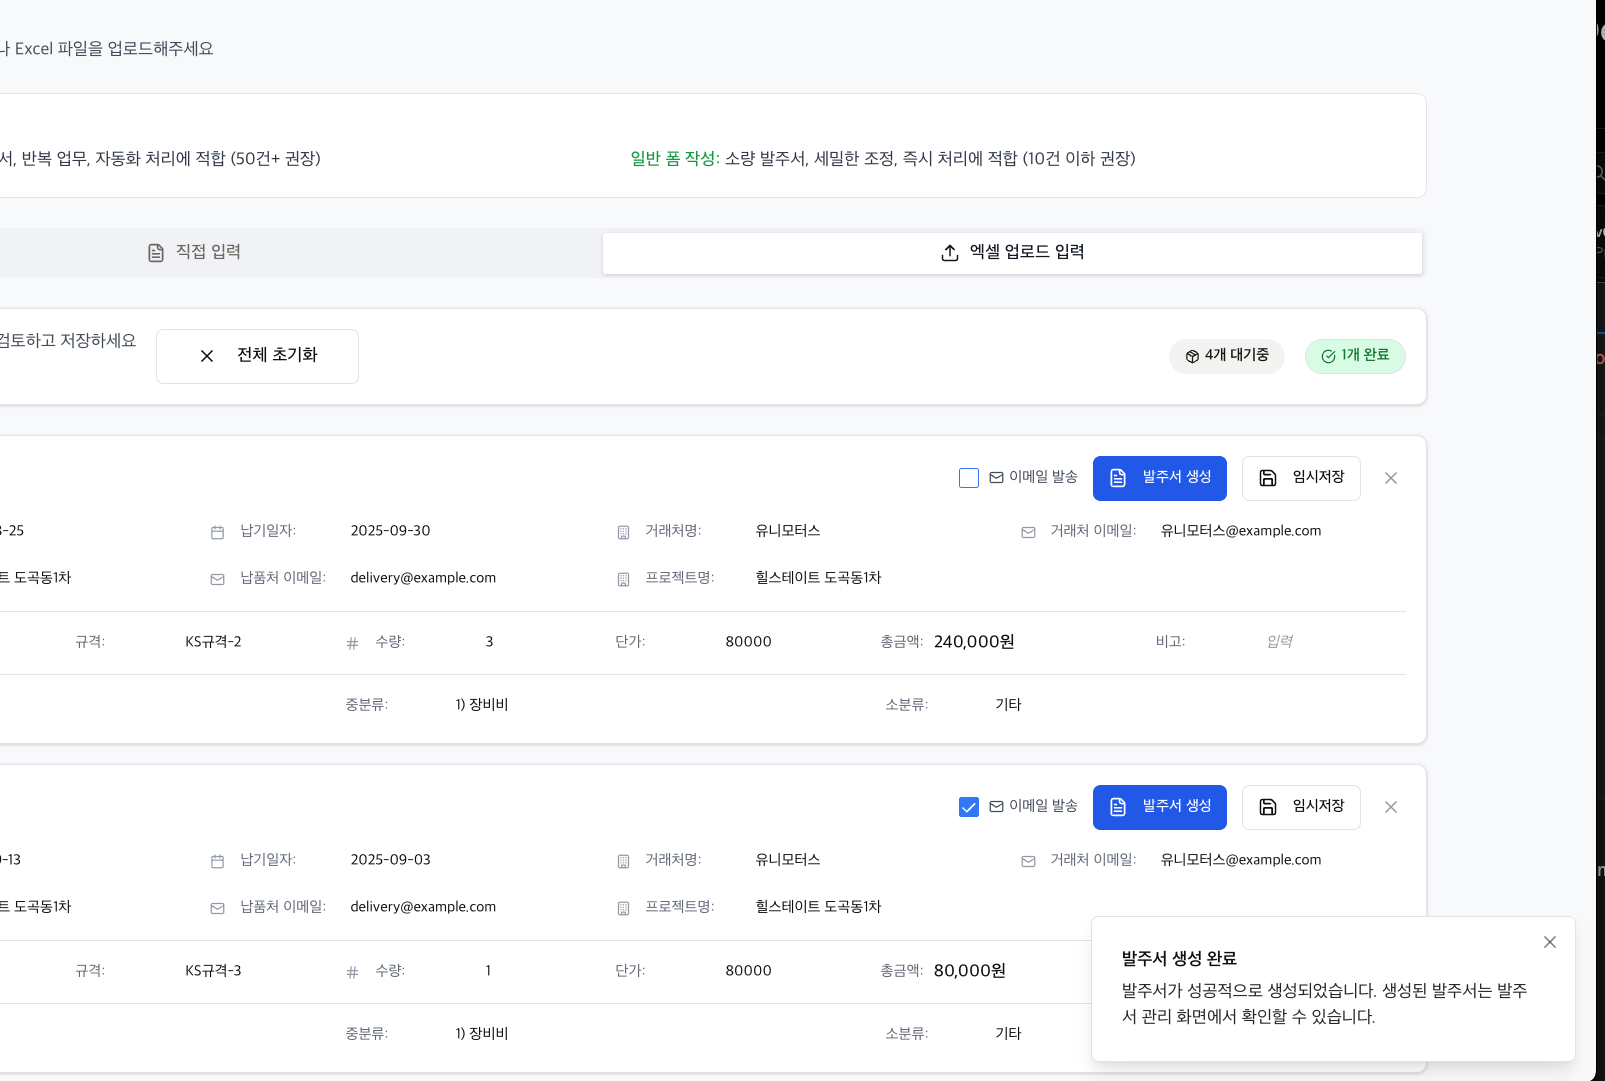 나 Excel 파일을 업로드해주세요
서, 반복 업무, 자동화 처리에 적합 (50건+ 권장)
일반 폼 작성: 소량 발주서, 세밀한 조정, 즉시 처리에 적합 (10건 이하 권장)
직접 입력
엑셀 업로드 입력
검토하고 저장하세요
전체 초기화
4개 대기중
1개 완료
이메일 발송
발주서 생성
임시저장
-25
납기일자: 2025-09-30
거래처명: 유니모터스
거래처 이메일: 유니모터스@example.com
트 도곡동1차
납품처 이메일: delivery@example.com
프로젝트명: 힐스테이트 도곡동1차
규격: KS규격-2
수량: 3
단가: 80000
총금액: 240,000원
비고: 입력
중분류: 1) 장비비
소분류: 기타
이메일 발송
발주서 생성
임시저장
-13
납기일자: 2025-09-03
거래처명: 유니모터스
거래처 이메일: 유니모터스@example.com
트 도곡동1차
납품처 이메일: delivery@example.com
프로젝트명: 힐스테이트 도곡동1차
규격: KS규격-3
수량: 1
단가: 80000
총금액: 80,000원
중분류: 1) 장비비
소분류: 기타
발주서 생성 완료
발주서가 성공적으로 생성되었습니다. 생성된 발주서는 발주
서 관리 화면에서 확인할 수 있습니다.